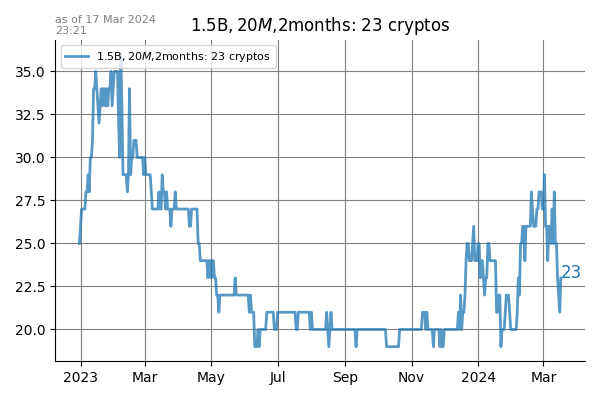 as of 17 Mar 2024
23:21
1.5B, 20M,2months: 23 cryptos
1.5B, 20M,2months: 23 cryptos
35.0
32.5
30.0
27.5
25.0
23
22.5
20.0
2023 Mar May Jul Sep Nov 2024 Mar